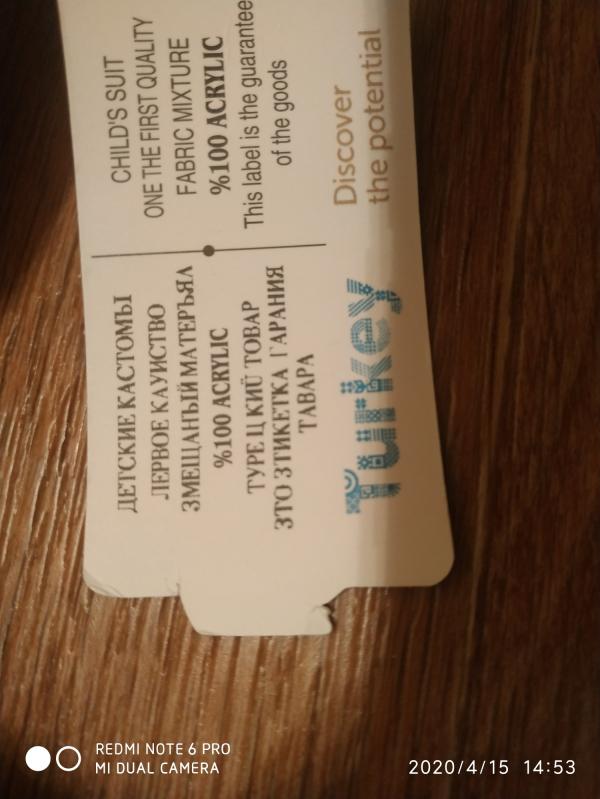 CHILD'S SUIT
ONE THE FIRST QUALITY
FABRIC MIXTURE
%100 ACRYLIC
This label is the guarantee
of the goods
ДЕТСКИЕ КАСТОМЫ
ЛЕРВОЕ КАУИСТВО
ЗМЕЩАНЫЙ МАТЕРЪЯЛ
%100 ACRYLIC
ТУРЕ Ц КИЙ ТОВАР
ЗТО ЗТИКЕТКА ГАРАНИЯ
ТАВАРА
Discover
the potential
Turkey
REDMI NOTE 6 PRO
MI DUAL CAMERA
2020/4/15 14:53